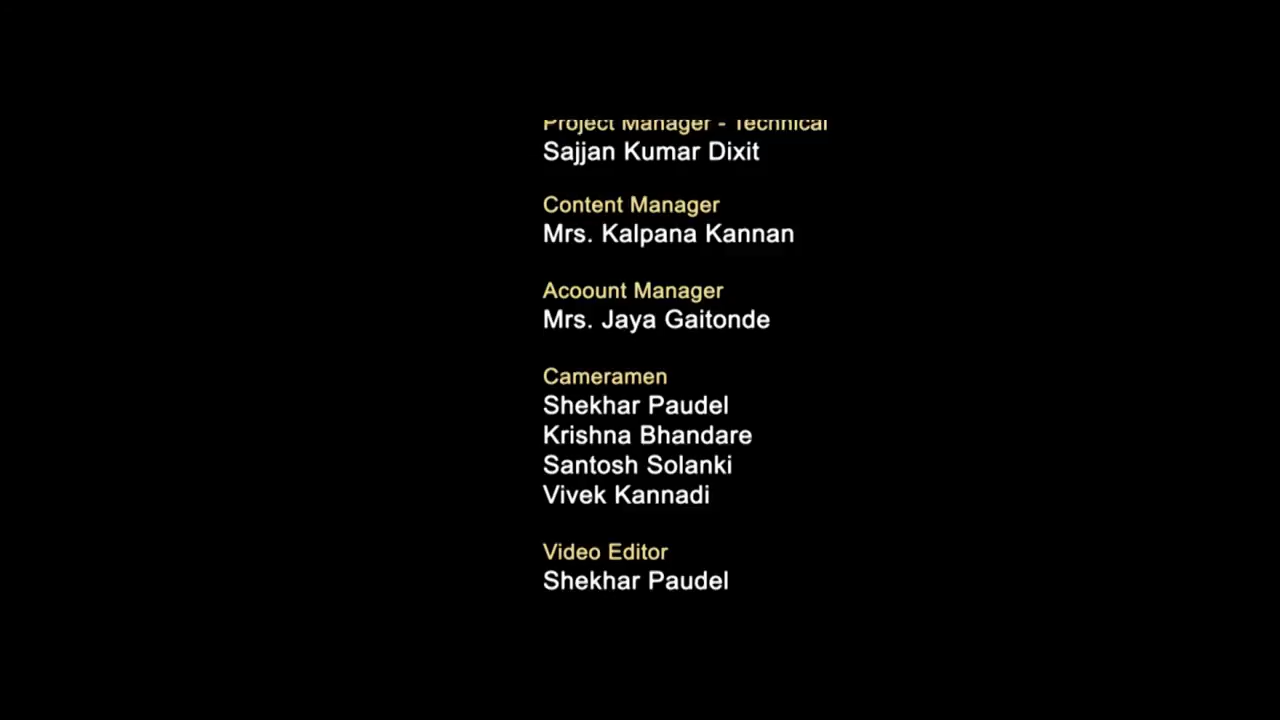 Project Manager - Technical
Sajjan Kumar Dixit
Content Manager
Mrs. Kalpana Kannan
Acoount Manager
Mrs. Jaya Gaitonde
Cameramen
Shekhar Paudel
Krishna Bhandare
Santosh Solanki
Vivek Kannadi
Video Editor
Shekhar Paudel